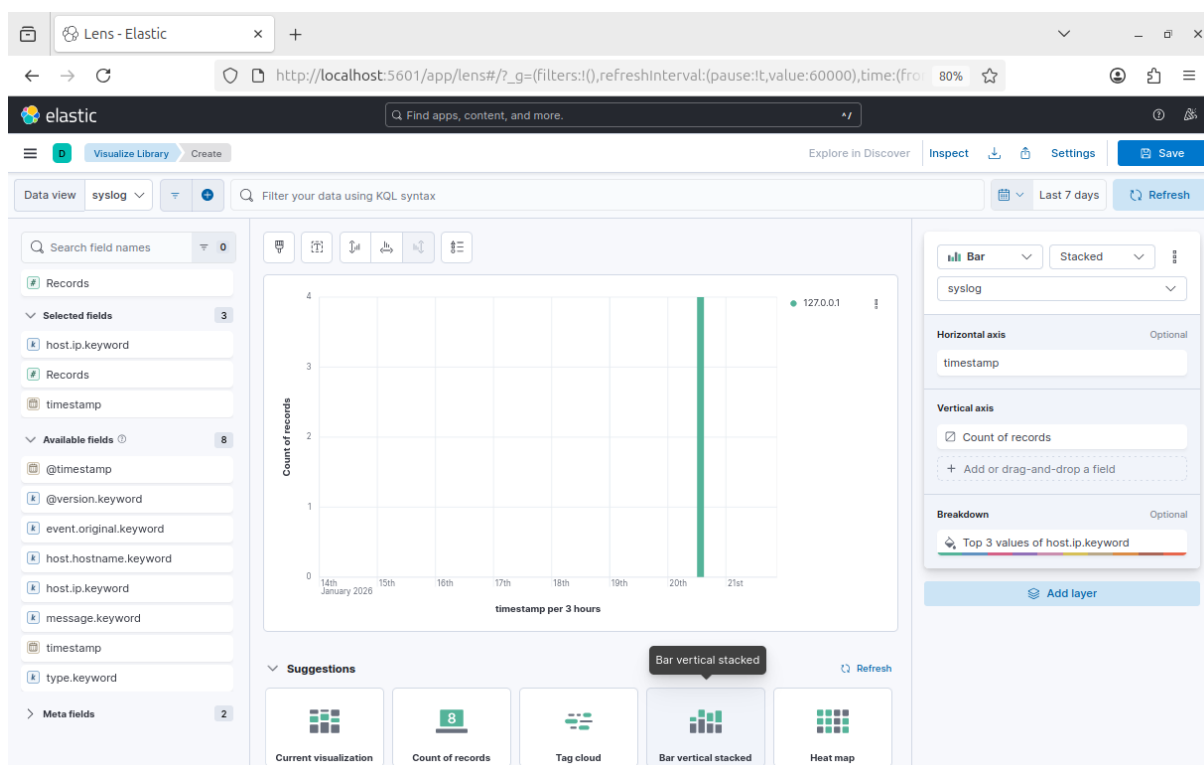 Lens - Elastic
http://localhost:5601/app/lens#/?_g=(filters:!(),refreshInterval:(pause:!t,value:60000),time:(fro
80%
elastic
Find apps, content, and more.
^/
D
Visualize Library
Create
Explore in Discover
Inspect
Settings
Save
Data view
syslog
Filter your data using KQL syntax
Last 7 days
Refresh
Search field names
0
Records
Selected fields
3
host.ip.keyword
Records
timestamp
Available fields
8
@timestamp
@version.keyword
event.original.keyword
host.hostname.keyword
host.ip.keyword
message.keyword
timestamp
type.keyword
Meta fields
2
4
3
2
1
0
Count of records
14th
January 2026
15th
16th
17th
18th
19th
20th
21st
timestamp per 3 hours
127.0.0.1
Suggestions
Bar vertical stacked
Refresh
8
Current visualization
Count of records
Tag cloud
Bar vertical stacked
Heat map
Bar
Stacked
syslog
Horizontal axis
Optional
timestamp
Vertical axis
Count of records
Add or drag-and-drop a field
Breakdown
Optional
Top 3 values of host.ip.keyword
Add layer